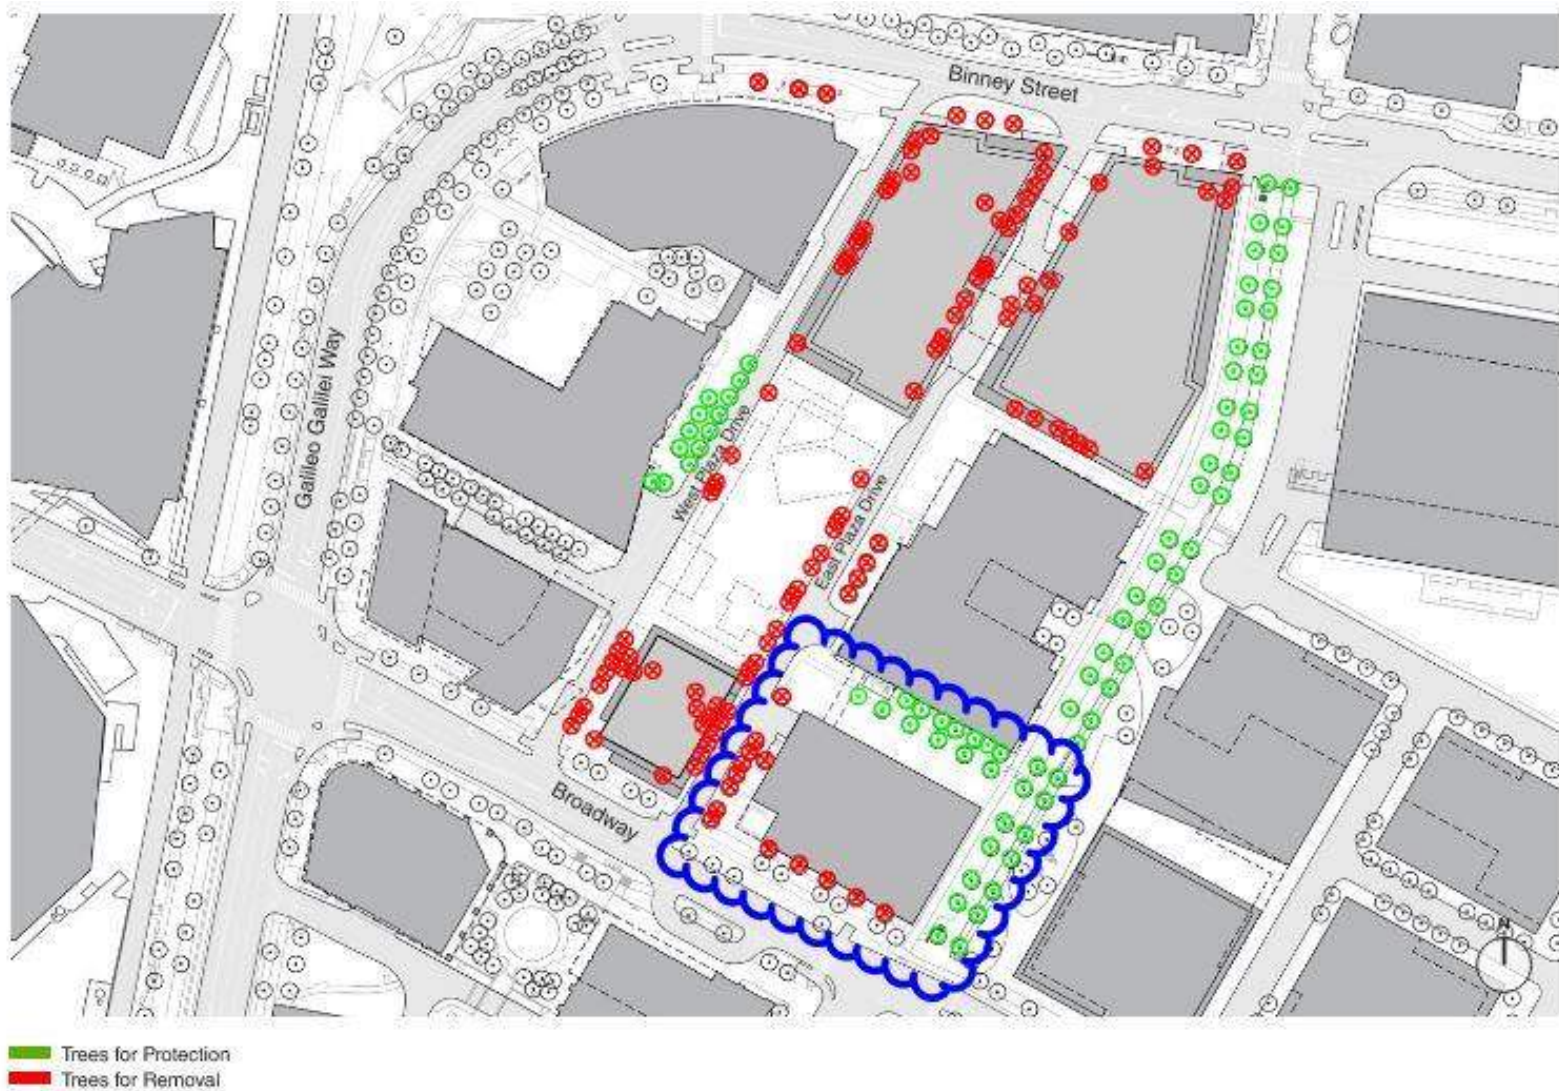 Binney Street
Galileo Galilei Way
West Plaza Drive
East Plaza Drive
Broadway
N
Trees for Protection
Trees for Removal